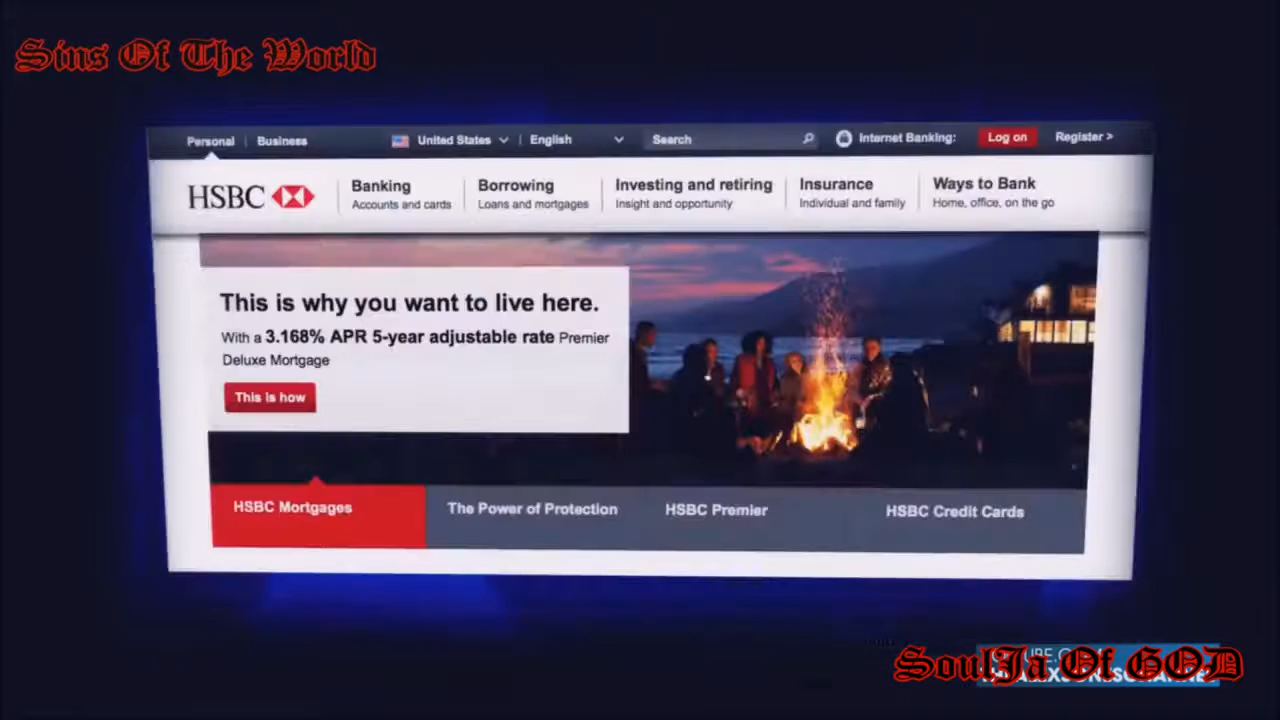 Sins Of The World
Personal Business United States English Search Internet Banking: Log on Register >
HSBC
Banking
Accounts and cards
Borrowing
Loans and mortgages
Investing and retiring
Insight and opportunity
Insurance
Individual and family
Ways to Bank
Home, office, on the go
This is why you want to live here.
With a 3.168% APR 5-year adjustable rate Premier
Deluxe Mortgage
This is how
HSBC Mortgages
The Power of Protection
HSBC Premier
HSBC Credit Cards
SoulJa Of GOD